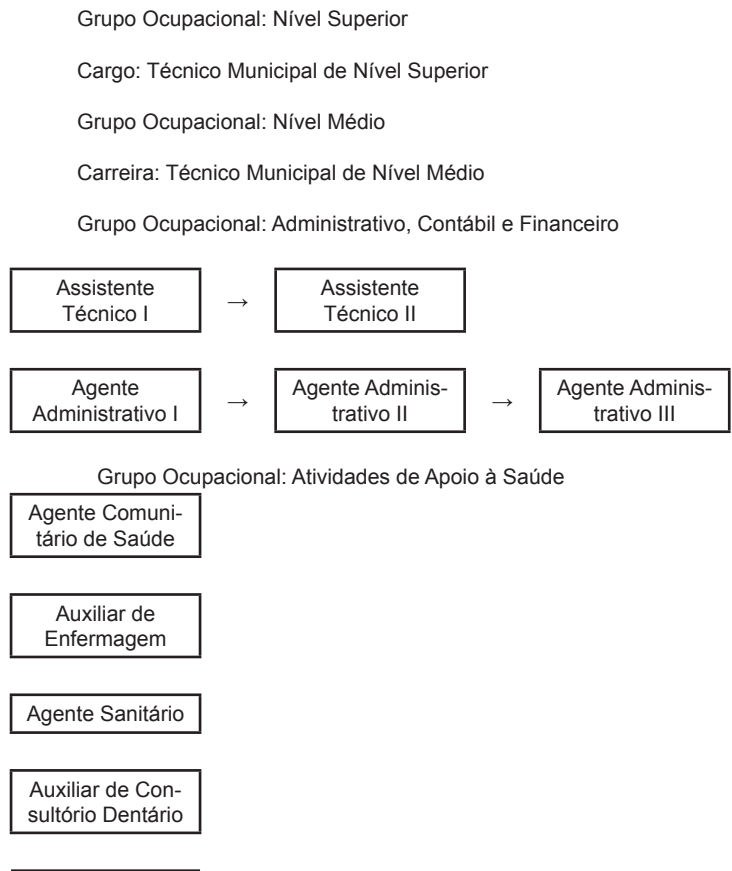 Grupo Ocupacional: Nível Superior
Cargo: Técnico Municipal de Nível Superior
Grupo Ocupacional: Nível Médio
Carreira: Técnico Municipal de Nível Médio
Grupo Ocupacional: Administrativo, Contábil e Financeiro
Assistente
Técnico I
→
Assistente
Técnico II
Agente
Administrativo I
→
Agente Adminis-
trativo II
→
Agente Adminis-
trativo III
Grupo Ocupacional: Atividades de Apoio à Saúde
Agente Comuni-
tário de Saúde
Auxiliar de
Enfermagem
Agente Sanitário
Auxiliar de Con-
sultório Dentário